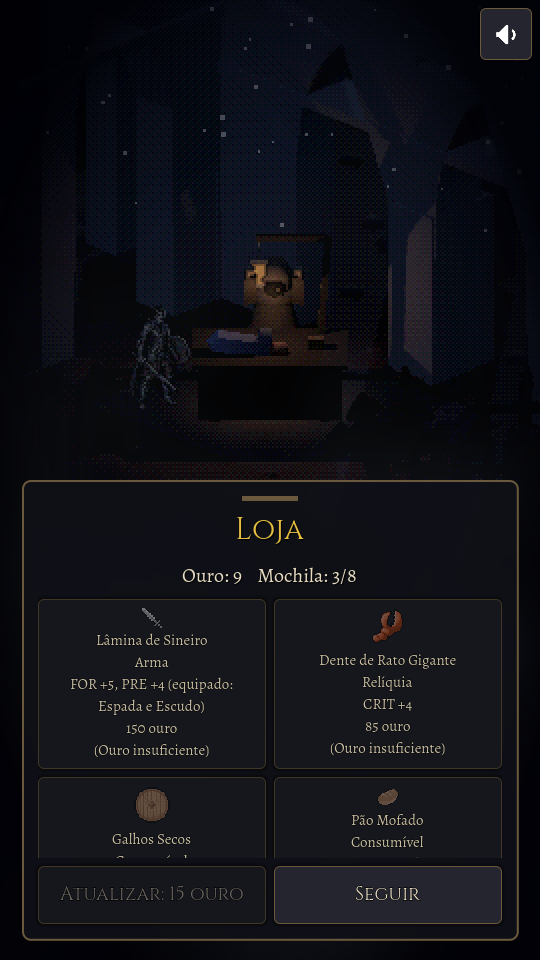 Loja
Ouro: 9 Mochila: 3/8
Lâmina de Sineiro
Arma
FOR +5, PRE +4 (equipado:
Espada e Escudo)
150 ouro
(Ouro insuficiente)
Dente de Rato Gigante
Relíquia
CRIT +4
85 ouro
(Ouro insuficiente)
Galhos Secos
Pão Mofado
Consumível
Atualizar: 15 ouro
Seguir